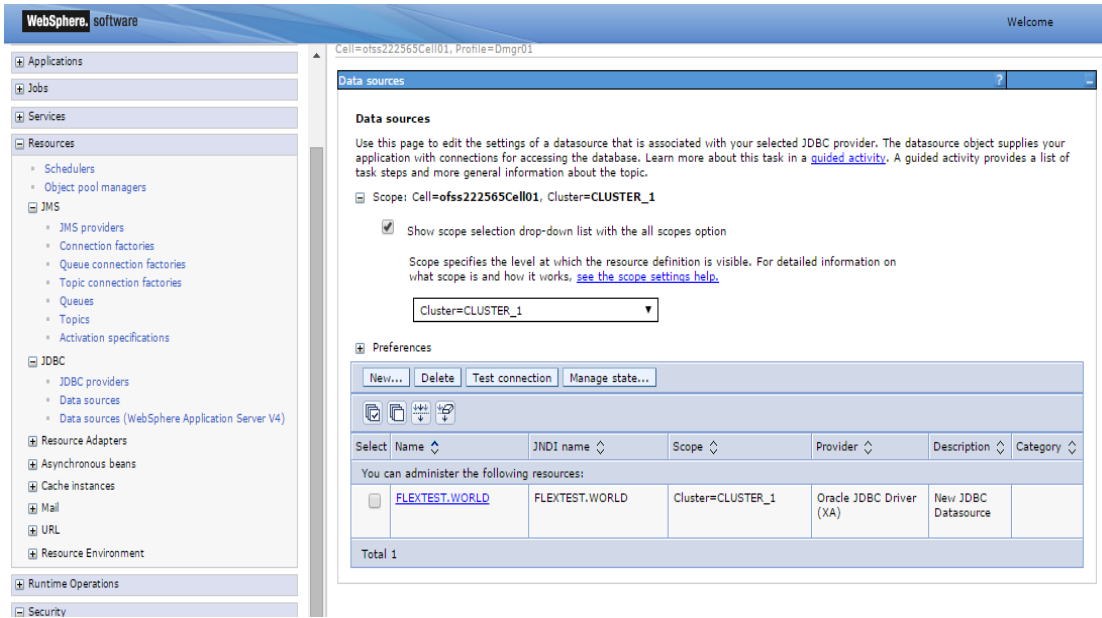 WebSphere. software
Welcome
Applications
Jobs
Services
Resources
Schedulers
Object pool managers
JMS
JMS providers
Connection factories
Queue connection factories
Topic connection factories
Queues
Topics
Activation specifications
JDBC
JDBC providers
Data sources
Data sources (WebSphere Application Server V4)
Resource Adapters
Asynchronous beans
Cache instances
Mail
URL
Resource Environment
Runtime Operations
Security
Cell=ofss222565Cell01, Profile=Dmgr01
Data sources
?
Data sources
Use this page to edit the settings of a datasource that is associated with your selected JDBC provider. The datasource object supplies your
application with connections for accessing the database. Learn more about this task in a guided activity. A guided activity provides a list of
task steps and more general information about the topic.
Scope: Cell=ofss222565Cell01, Cluster=CLUSTER_1
Show scope selection drop-down list with the all scopes option
Scope specifies the level at which the resource definition is visible. For detailed information on
what scope is and how it works, see the scope settings help.
Cluster=CLUSTER_1
Preferences
New... Delete Test connection Manage state...
Select Name JNDI name Scope Provider Description Category
You can administer the following resources:
FLEXTEST.WORLD FLEXTEST.WORLD Cluster=CLUSTER_1 Oracle JDBC Driver New JDBC
(XA) Datasource
Total 1